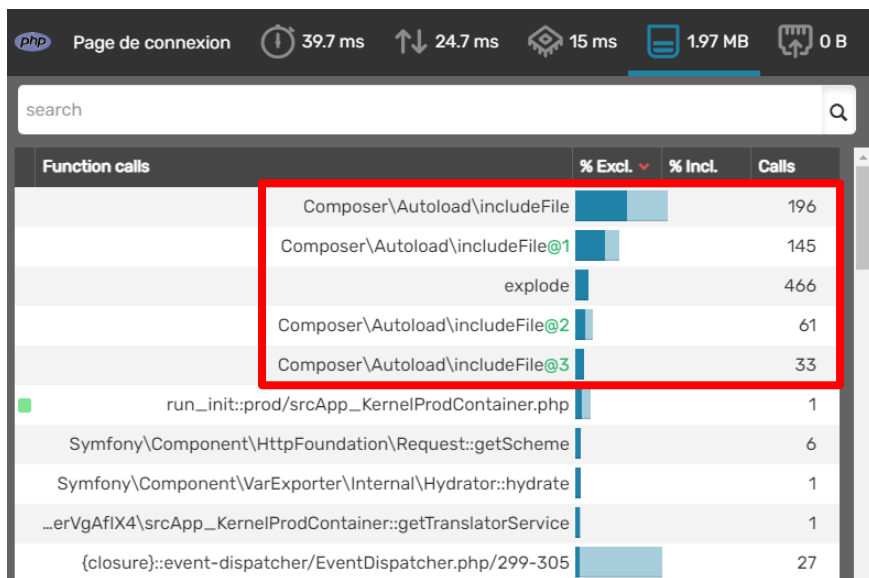 php Page de connexion 39.7 ms 24.7 ms 15 ms 1.97 MB 0 B
search
Function calls % Excl. % Incl. Calls
Composer\Autoload\includeFile 196
Composer\Autoload\includeFile@1 145
explode 466
Composer\Autoload\includeFile@2 61
Composer\Autoload\includeFile@3 33
run_init::prod/srcApp_KernelProdContainer.php 1
Symfony\Component\HttpFoundation\Request::getScheme 6
Symfony\Component\VarExporter\Internal\Hydrator::hydrate 1
…erVgAflX4\srcApp_KernelProdContainer::getTranslatorService 1
{closure}::event-dispatcher/EventDispatcher.php/299-305 27